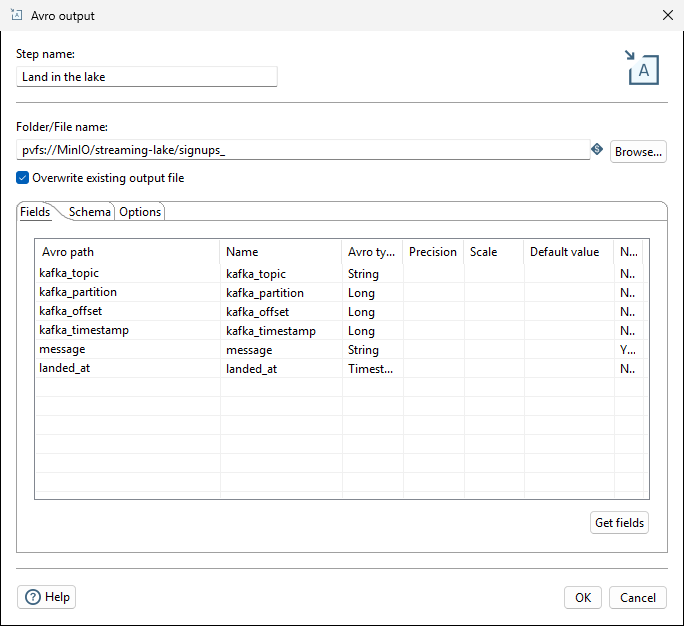 Avro output
Step name:
Land in the lake
A
Folder/File name:
pvfs://MinIO/streaming-lake/signups_
S
Browse...
Overwrite existing output file
Fields Schema Options
Avro path Name Avro ty... Precision Scale Default value N...
kafka_topic kafka_topic String N..
kafka_partition kafka_partition Long N..
kafka_offset kafka_offset Long N..
kafka_timestamp kafka_timestamp Long N..
message message String Y...
landed_at landed_at Timest... N..
Get fields
? Help OK Cancel